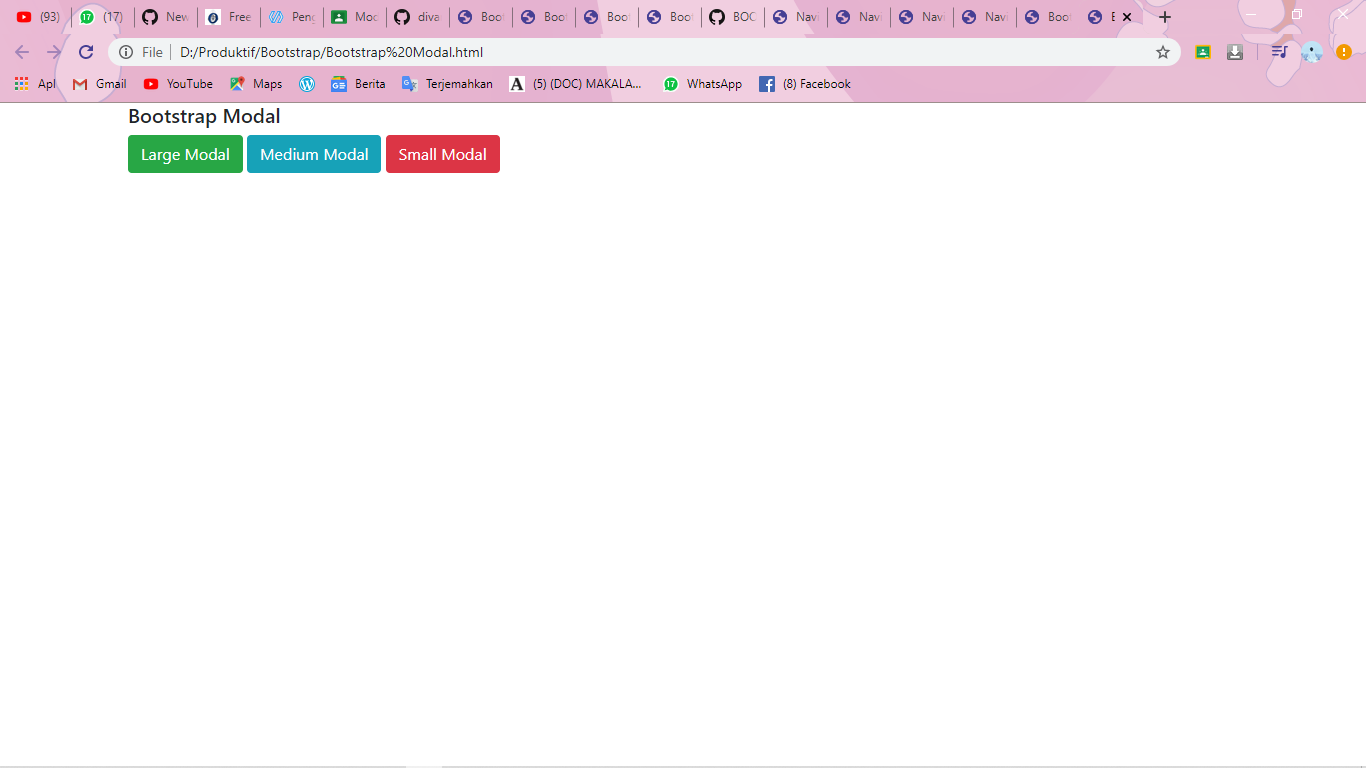 (93) (17) New Free Peng Moc diva Boo Boot Boot Boot BOC Navi Navi Navi Navi Boot
File D:/Produktif/Bootstrap/Bootstrap%20Modal.html
Apl Gmail YouTube Maps Berita Terjemahkan A (5) (DOC) MAKALA... 17 WhatsApp (8) Facebook
Bootstrap Modal
Large Modal Medium Modal Small Modal